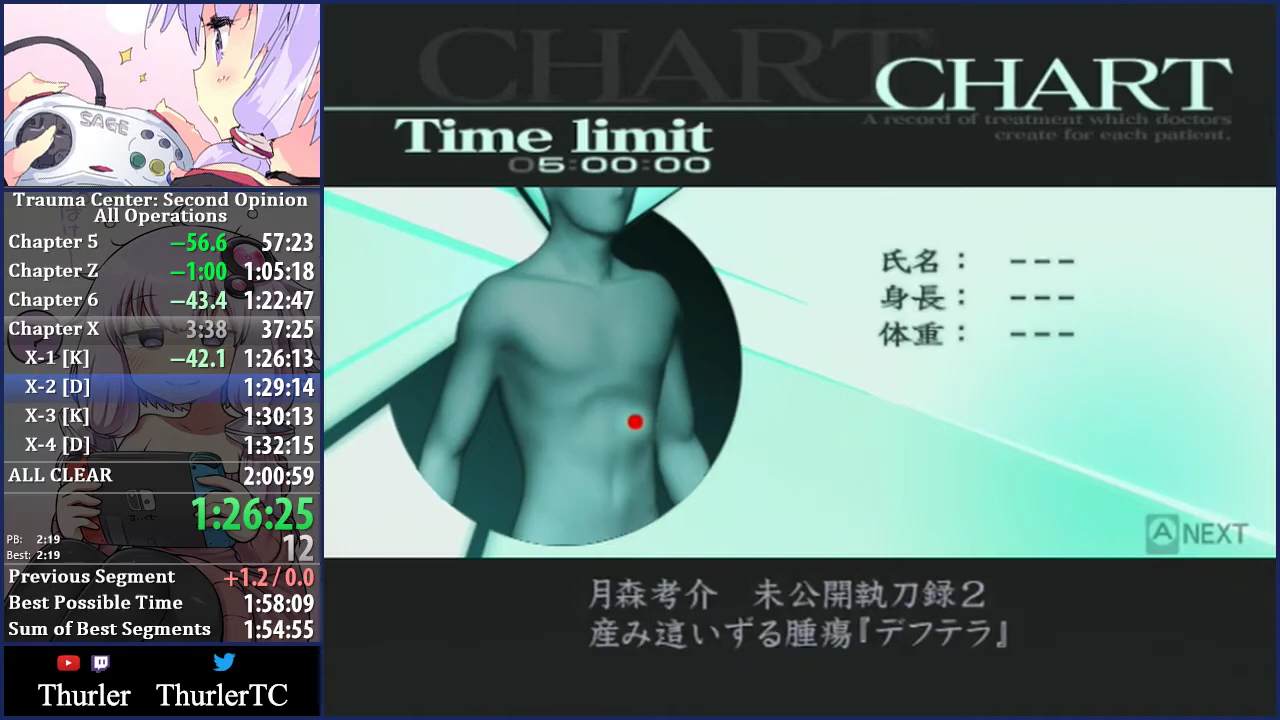 SAGE
Trauma Center: Second Opinion
All Operations
Chapter 5 −56.6 57:23
Chapter Z −1:00 1:05:18
Chapter 6 −43.4 1:22:47
Chapter X 3:38 37:25
X-1 [K] −42.1 1:26:13
X-2 [D] 1:29:14
X-3 [K] 1:30:13
X-4 [D] 1:32:15
ALL CLEAR 2:00:59
1:26:25
PB: 2:19
Best: 2:19
12
Previous Segment +1.2 / 0.0
Best Possible Time 1:58:09
Sum of Best Segments 1:54:55
Thurler ThurlerTC
CHART
CHART
A record of treatment which doctors
create for each patient.
Time limit
05:00:00
氏名： ---
身長： ---
体重： ---
A NEXT
月森孝介 未公開執刀録２
産み這いずる腫瘍『デフテラ』